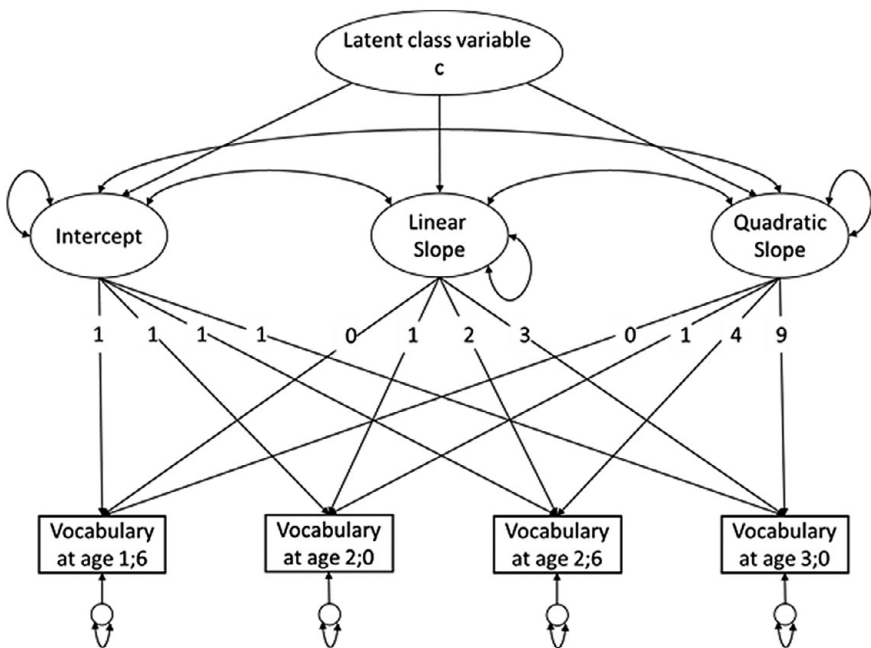 Latent class variable
c
Intercept
Linear
Slope
Quadratic
Slope
1 1 1 1 0 1 2 3 0 1 4 9
Vocabulary
at age 1;6
Vocabulary
at age 2;0
Vocabulary
at age 2;6
Vocabulary
at age 3;0